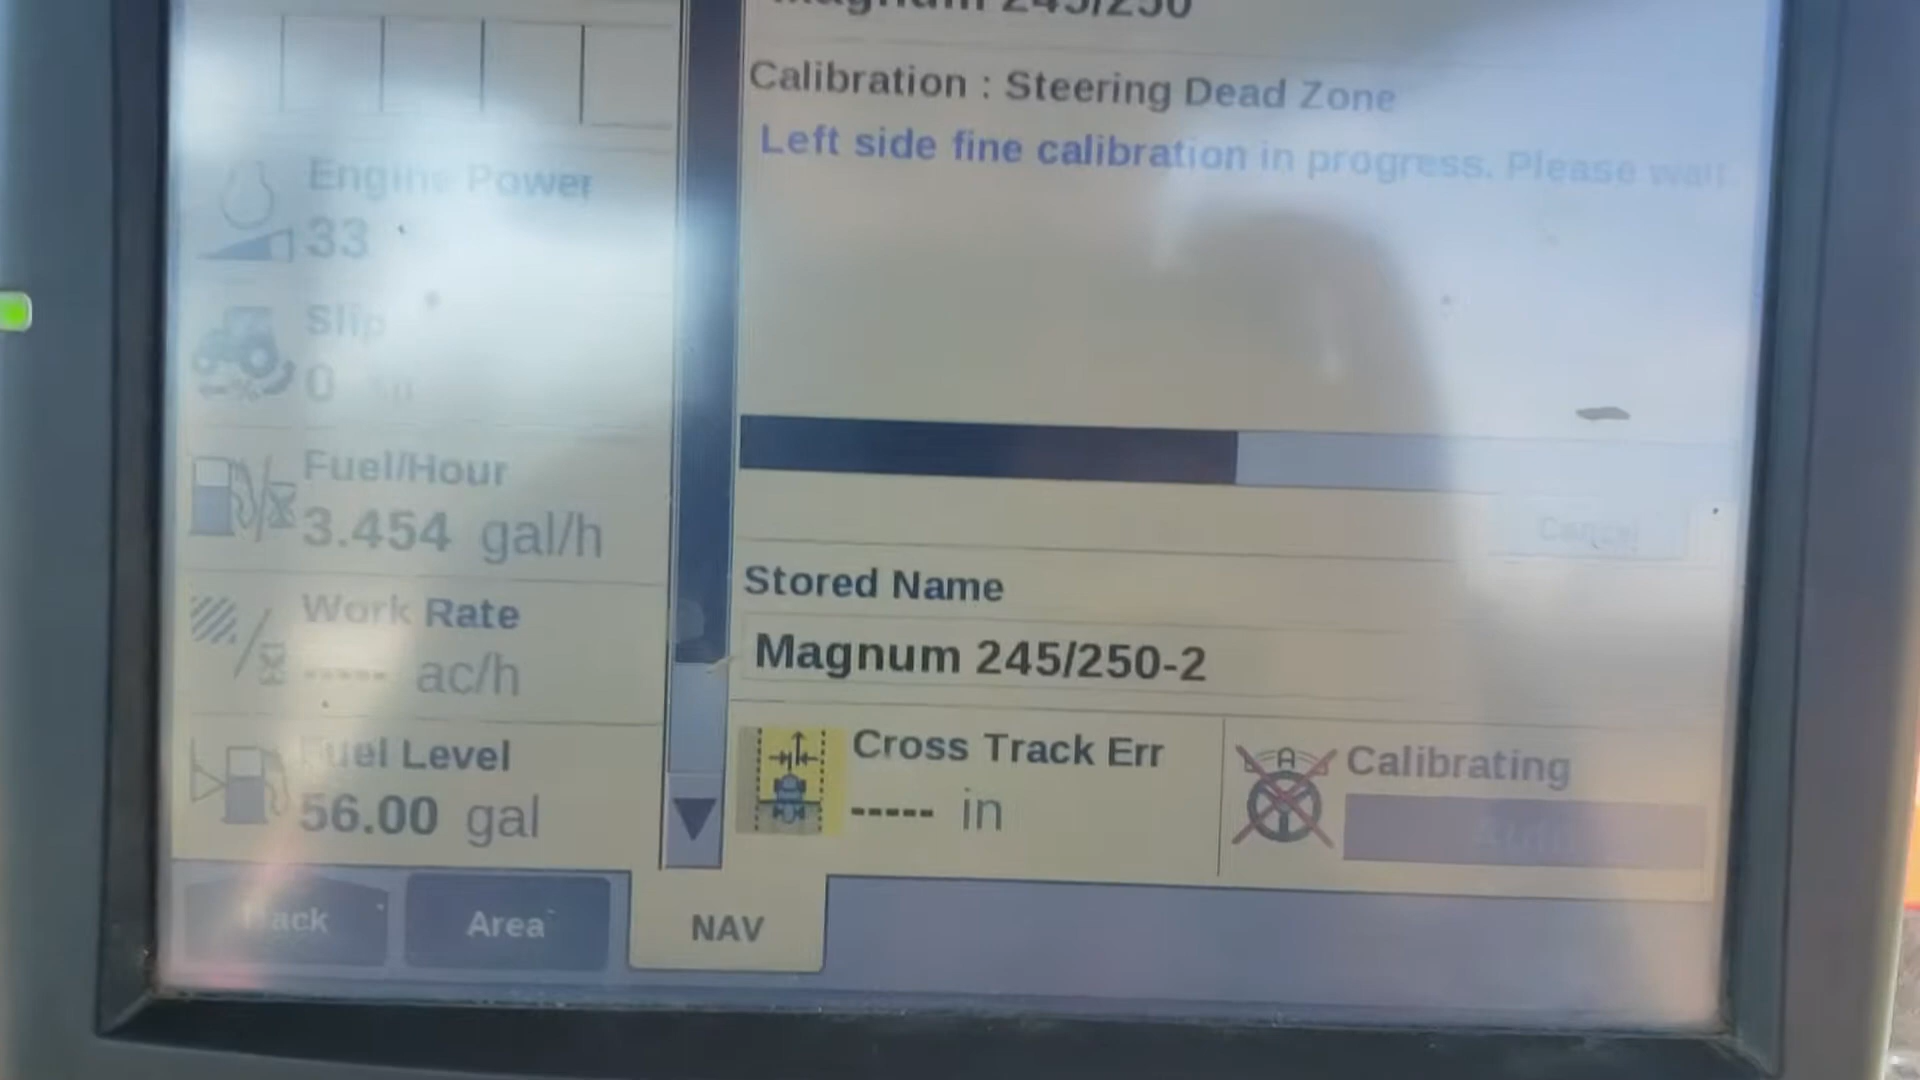 Magnum 245/250
Calibration : Steering Dead Zone
Left side fine calibration in progress. Please wait.
Engine Power
33
Slip
0
Fuel/Hour
3.454 gal/h
Cancel
Stored Name
Magnum 245/250-2
Work Rate
----- ac/h
Cross Track Err
----- in
Calibrating
Auto
Fuel Level
56.00 gal
Back
Area
NAV
A